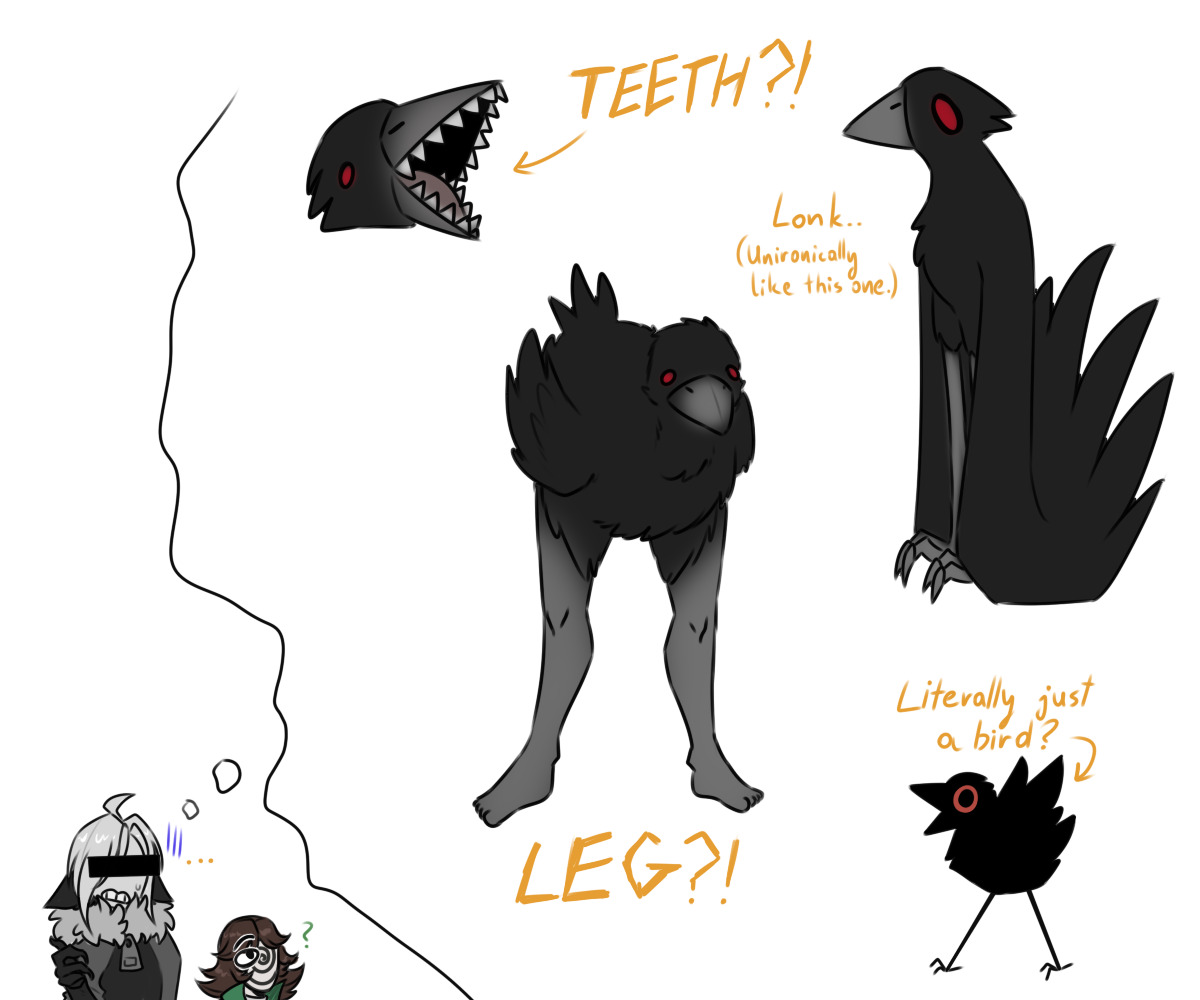 TEETH?!
Lonk..
(Unironically
like this one.)
LEG?!
Literally just
a bird?
...
?